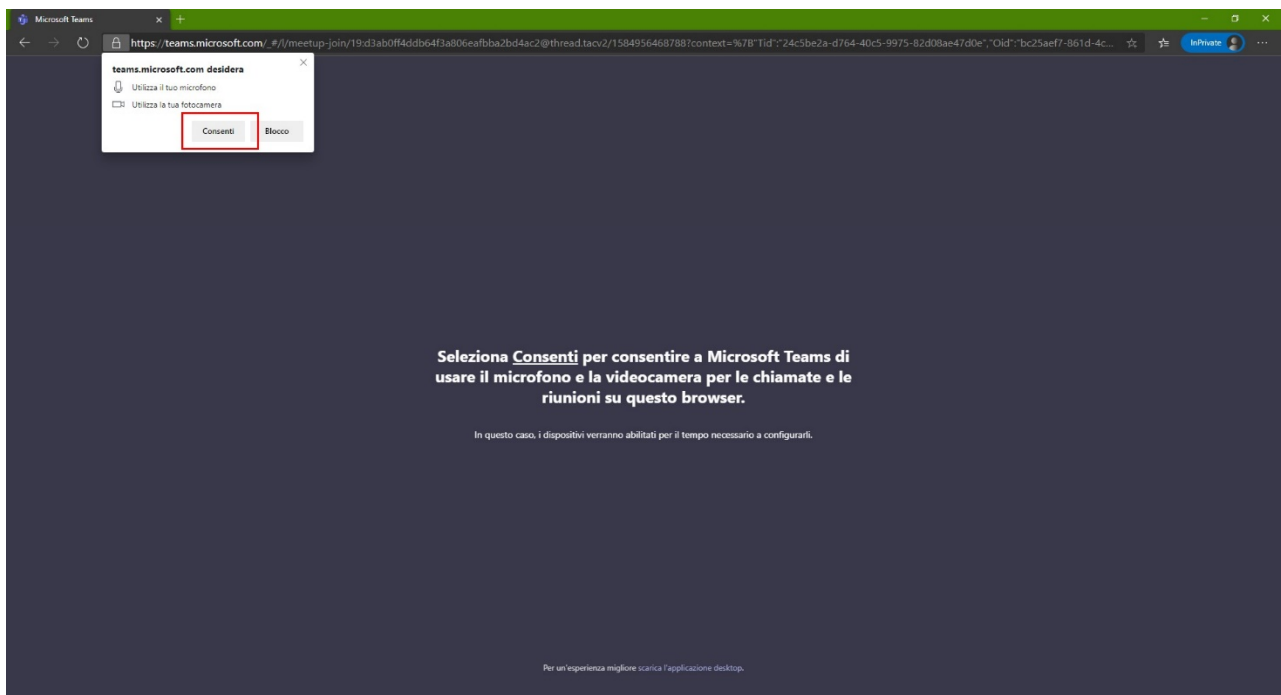 Microsoft Teams
https://teams.microsoft.com/_#/l/meetup-join/19:d3ab0ff4ddb64f3a806eafbba2bd4ac2@thread.tacv2/1584956468788?context=%7B"Tid":"24c5be2a-d764-40c5-9975-82d08ae47d0e","Oid":"bc25aef7-861d-4c...
InPrivate
teams.microsoft.com desidera
Utilizza il tuo microfono
Utilizza la tua fotocamera
Consenti Blocco
Seleziona Consenti per consentire a Microsoft Teams di
usare il microfono e la videocamera per le chiamate e le
riunioni su questo browser.
In questo caso, i dispositivi verranno abilitati per il tempo necessario a configurarli.
Per un'esperienza migliore scarica l'applicazione desktop.